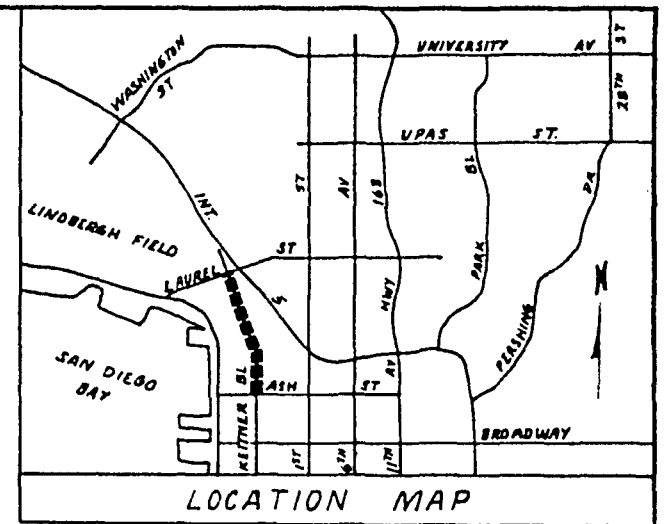 UNIVERSITY AV
WASHINGTON ST
28TH ST
UPAS ST.
INT. 5
ST
AV
163
HWY
PARK BL
PERSHING DR
N
LINDBERGH FIELD
LAUREL ST
SAN DIEGO
BAY
KETTNER BL
ASH ST
BROADWAY
1ST
6TH
11TH AV
LOCATION MAP